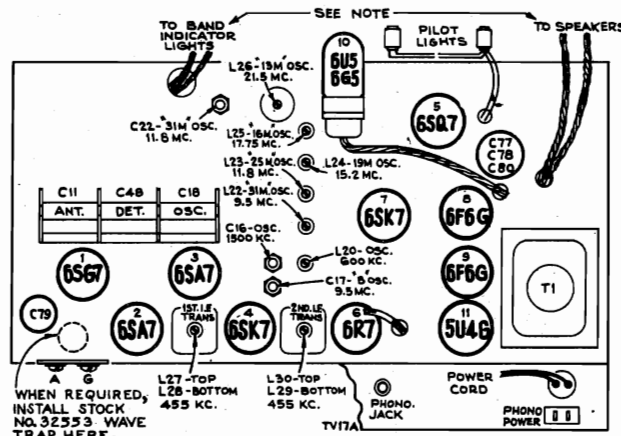 SEE NOTE
TO BAND
INDICATOR
LIGHTS
PILOT
LIGHTS
TO SPEAKERS
L26-"13M" OSC.
21.5 MC.
10
6U5
6G5
C22-"31M" OSC.
11.8 MC.
5
6SQ7
L25-"16M" OSC.
17.75 MC.
C77
C78
C80
L23-"25M" OSC.
11.8 MC.
L24-19M OSC.
15.2 MC.
L22-"31M" OSC.
9.5 MC.
C11
C48
C18
ANT.
DET.
OSC.
7
6SK7
8
6F6G
C16-OSC.
1500 KC.
1
6SG7
3
6SA7
L20-OSC.
600 KC.
9
6F6G
C17-"B" OSC.
9.5 MC.
T1
C79
2
6SA7
1ST. I.F.
TRANS
4
6SK7
2ND. I.F.
TRANS
6
6R7
11
5U4G
A G
L27-TOP
L28-BOTTOM
455 KC.
L30-TOP
L29-BOTTOM
455 KC.
PHONO.
JACK
POWER
CORD
PHONO
POWER
WHEN REQUIRED,
INSTALL STOCK
NO. 32553 WAVE
TRAP HERE
TV17A